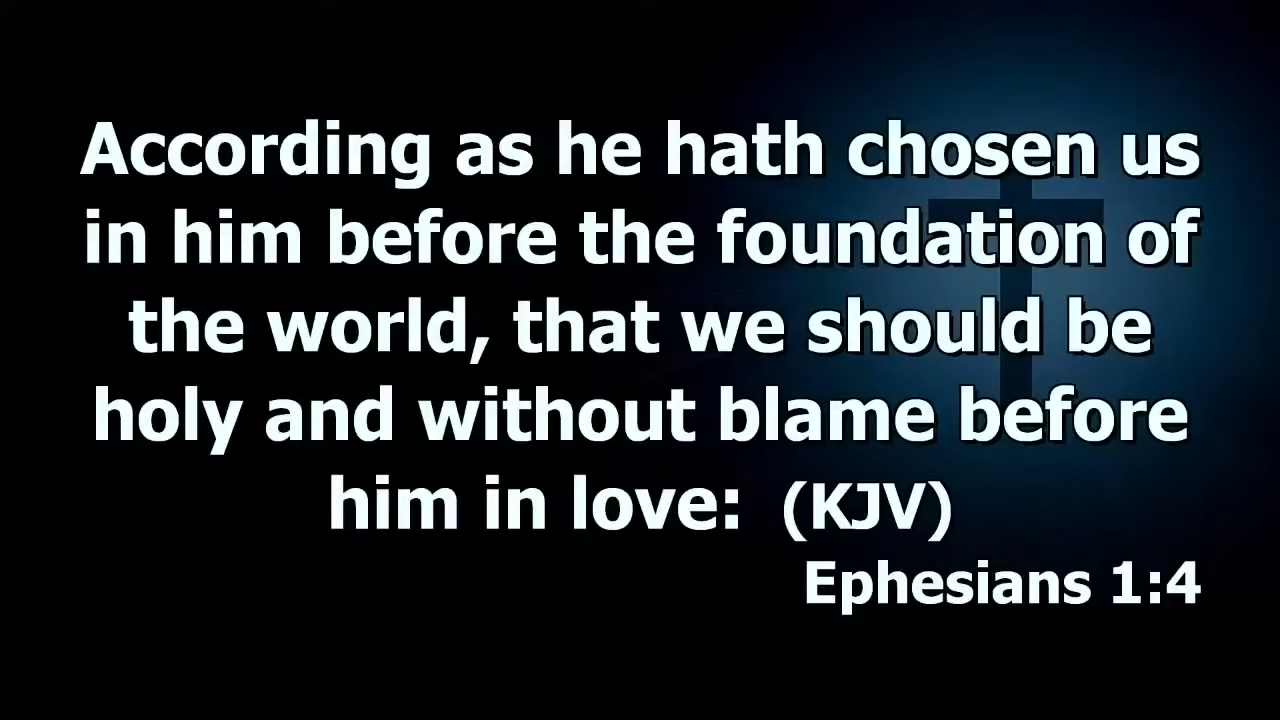 According as he hath chosen us
in him before the foundation of
the world, that we should be
holy and without blame before
him in love:  (KJV)
Ephesians 1:4